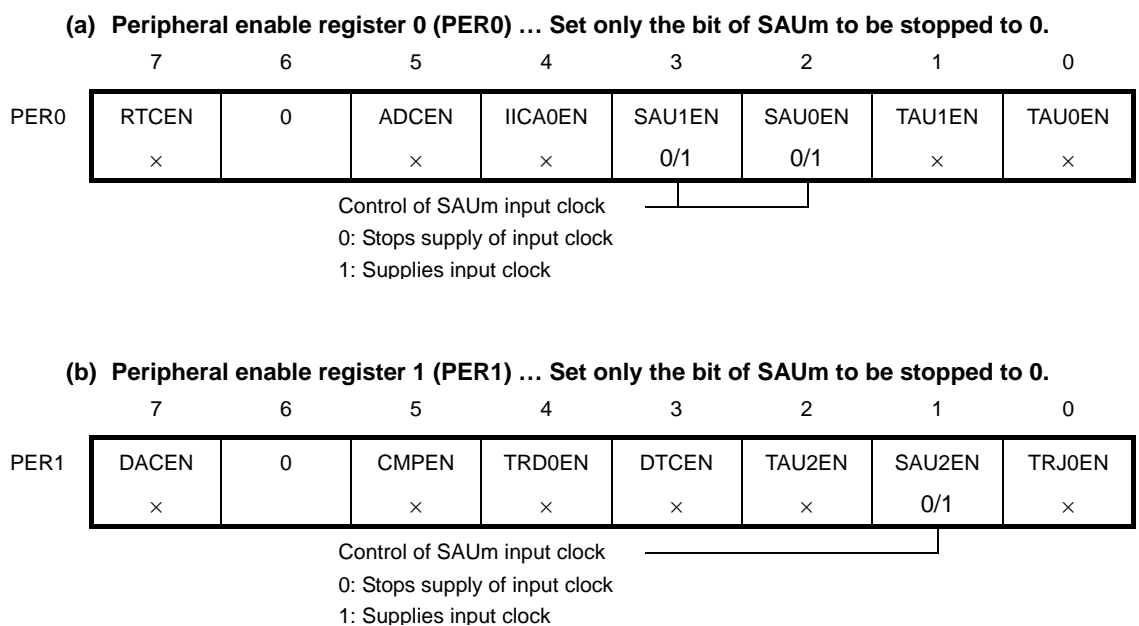 (a) Peripheral enable register 0 (PER0) … Set only the bit of SAUm to be stopped to 0.
7 6 5 4 3 2 1 0
PER0 RTCEN 0 ADCEN IICA0EN SAU1EN SAU0EN TAU1EN TAU0EN
× × × 0/1 0/1 × ×
Control of SAUm input clock
0: Stops supply of input clock
1: Supplies input clock
(b) Peripheral enable register 1 (PER1) … Set only the bit of SAUm to be stopped to 0.
7 6 5 4 3 2 1 0
PER1 DACEN 0 CMPEN TRD0EN DTCEN TAU2EN SAU2EN TRJ0EN
× × × × × 0/1 ×
Control of SAUm input clock
0: Stops supply of input clock
1: Supplies input clock